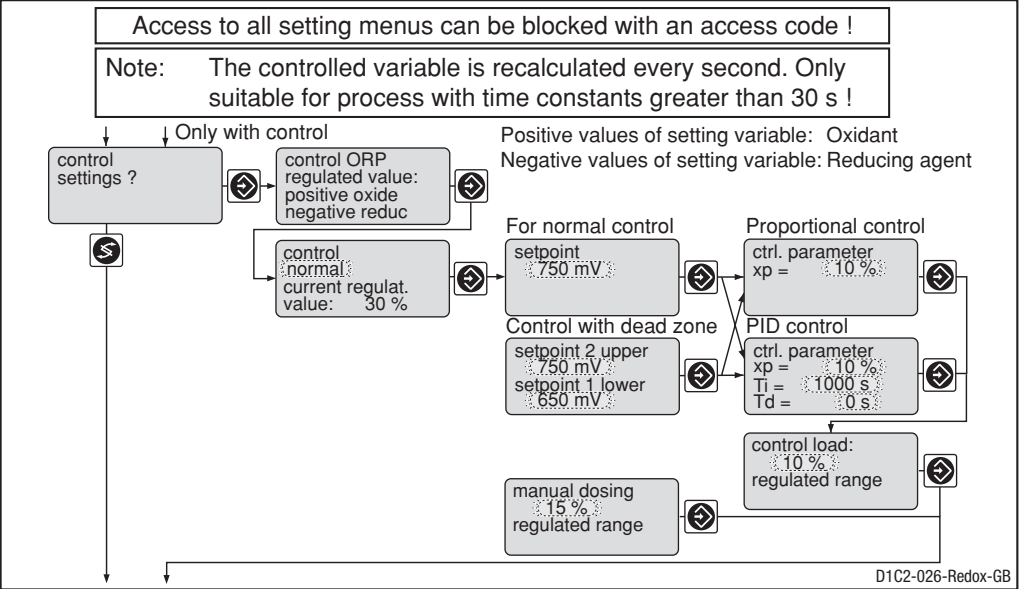 Access to all setting menus can be blocked with an access code !
Note: The controlled variable is recalculated every second. Only
suitable for process with time constants greater than 30 s !
Only with control
Positive values of setting variable: Oxidant
Negative values of setting variable: Reducing agent
control
settings ?
control ORP
regulated value:
positive oxide
negative reduc
control
normal
current regulat.
value: 30 %
For normal control
setpoint
750 mV
Proportional control
ctrl. parameter
xp = 10 %
Control with dead zone
setpoint 2 upper
750 mV
setpoint 1 lower
650 mV
PID control
ctrl. parameter
xp = 10 %
Ti = 1000 s
Td = 0 s
control load:
10 %
regulated range
manual dosing
15 %
regulated range
D1C2-026-Redox-GB